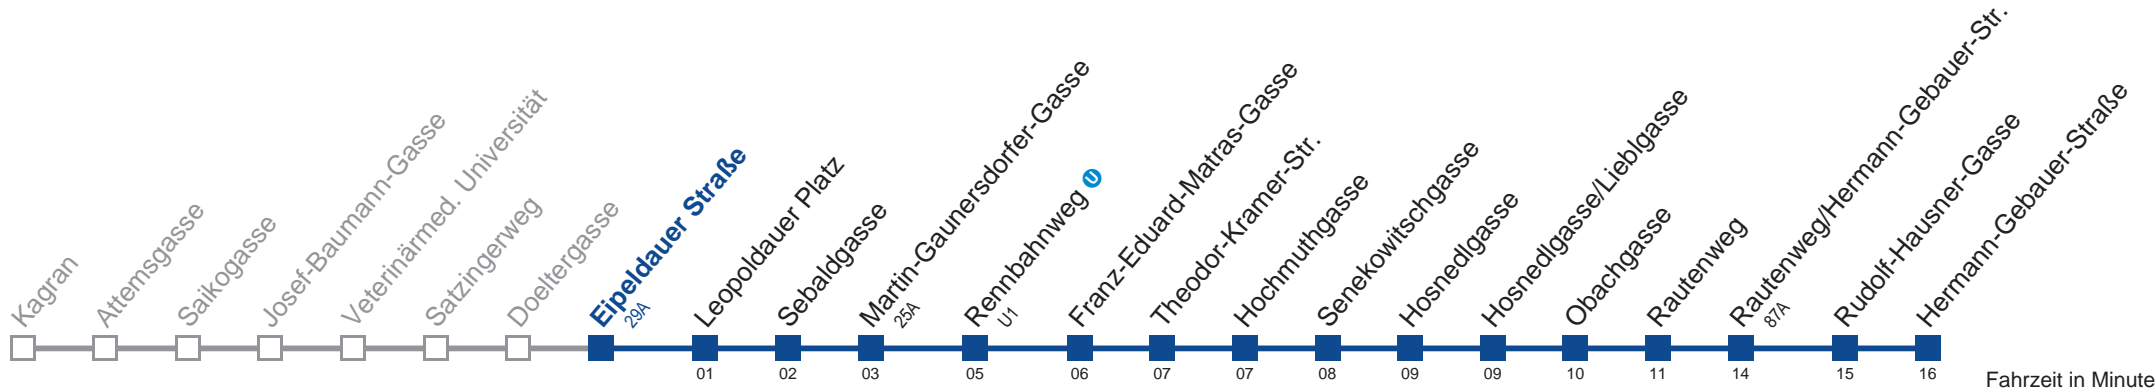 Kagran
Attemsgasse
Saikogasse
Josef-Baumann-Gasse
Veterinärmed. Universität
Satzingerweg
Doeltergasse
Eipeldauer Straße
29A
Leopoldauer Platz
Sebaldgasse
Martin-Gaunersdorfer-Gasse
25A
Rennbahnweg U
U1
Franz-Eduard-Matras-Gasse
Theodor-Kramer-Str.
Hochmuthgasse
Senekowitschgasse
Hosnedlgasse
Hosnedlgasse/Lieblgasse
Obachgasse
Rautenweg
Rautenweg/Hermann-Gebauer-Str.
87A
Rudolf-Hausner-Gasse
Hermann-Gebauer-Straße
01 02 03 05 06 07 07 08 09 09 10 11 14 15 16
Fahrzeit in Minute